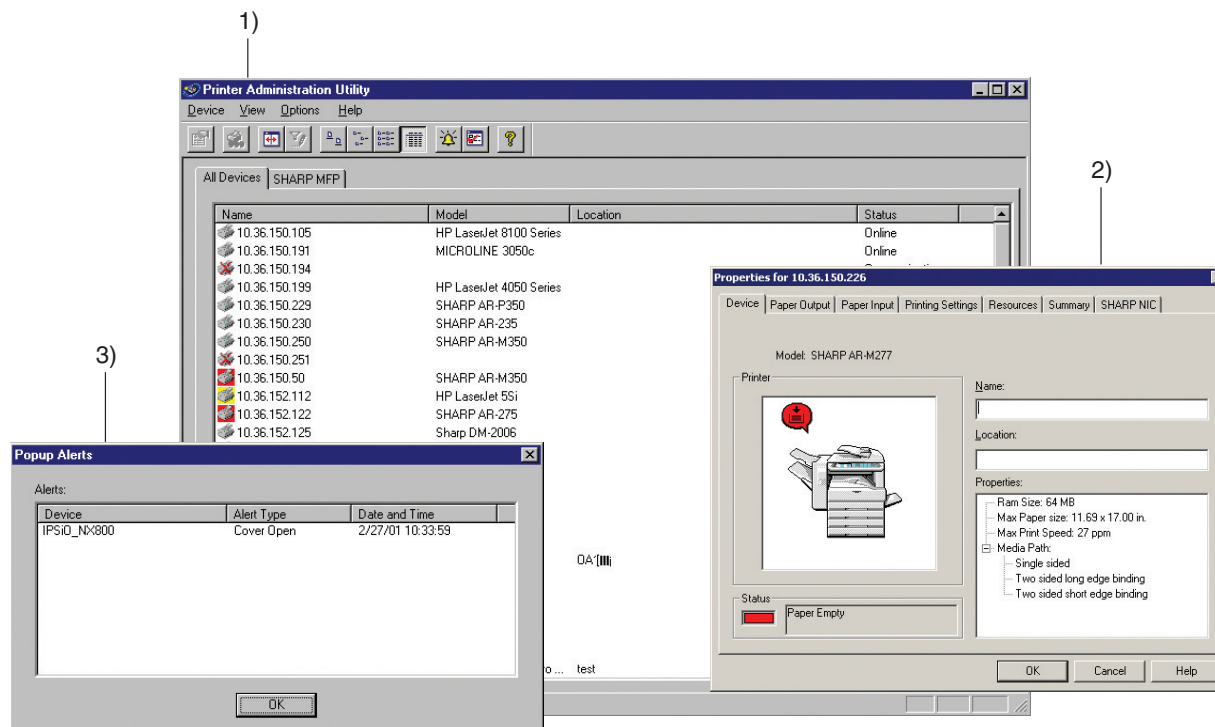 1)
Printer Administration Utility
Device View Options Help
All Devices SHARP MFP
Name Model Location Status
10.36.150.105 HP LaserJet 8100 Series Online
10.36.150.191 MICROLINE 3050c Online
10.36.150.194
10.36.150.199 HP LaserJet 4050 Series
10.36.150.229 SHARP AR-P350
10.36.150.230 SHARP AR-235
10.36.150.250 SHARP AR-M350
10.36.150.251
10.36.150.50 SHARP AR-M350
10.36.152.112 HP LaserJet 5Si
10.36.152.122 SHARP AR-275
10.36.152.125 Sharp DM-2006
ro ... test
2)
Properties for 10.36.150.226
Device Paper Output Paper Input Printing Settings Resources Summary SHARP NIC
Model: SHARP AR-M277
Printer
Status
Paper Empty
Name:
Location:
Properties:
Ram Size: 64 MB
Max Paper size: 11.69 x 17.00 in.
Max Print Speed: 27 ppm
Media Path:
Single sided
Two sided long edge binding
Two sided short edge binding
OK Cancel Help
3)
Popup Alerts
Alerts:
Device Alert Type Date and Time
IPSiO_NX800 Cover Open 2/27/01 10:33:59
OK